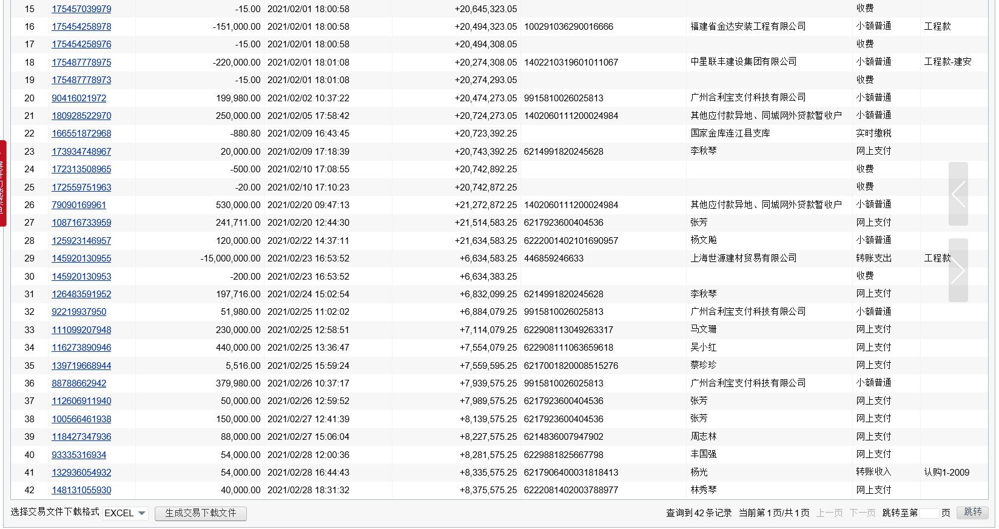 15 175457039979 -15.00 2021/02/01 18:00:58 +20,645,323.05 收费
16 175454258978 -151,000.00 2021/02/01 18:00:58 +20,494,323.05 100291036290016666 福建省金达安装工程有限公司 小额普通 工程款
17 175454258976 -15.00 2021/02/01 18:00:58 +20,494,308.05 收费
18 175487778975 -220,000.00 2021/02/01 18:01:08 +20,274,308.05 1402210319601011067 中星联丰建设集团有限公司 小额普通 工程款-建安
19 175487778973 -15.00 2021/02/01 18:01:08 +20,274,293.05 收费
20 90416021972 199,980.00 2021/02/02 10:37:22 +20,474,273.05 9915810026025813 广州合利宝支付科技有限公司 小额普通
21 180928522970 250,000.00 2021/02/05 17:58:42 +20,724,273.05 1402060111200024984 其他应付款异地、同城网外贷款暂收户 小额普通
22 166551872968 -880.80 2021/02/09 16:43:45 +20,723,392.25 国家金库连江县支库 实时缴税
23 173934748967 20,000.00 2021/02/09 17:18:39 +20,743,392.25 6214991820245628 李秋琴 网上支付
24 172313508965 -500.00 2021/02/10 17:08:55 +20,742,892.25 收费
25 172559751963 -20.00 2021/02/10 17:10:23 +20,742,872.25 收费
26 79090169961 530,000.00 2021/02/20 09:47:13 +21,272,872.25 1402060111200024984 其他应付款异地、同城网外贷款暂收户 小额普通
27 108716733959 241,711.00 2021/02/20 12:44:30 +21,514,583.25 6217923600404536 张芳 网上支付
28 125923146957 120,000.00 2021/02/22 14:37:11 +21,634,583.25 6222001402101690957 杨文飚 小额普通
29 145920130955 -15,000,000.00 2021/02/23 16:53:52 +6,634,583.25 446859246633 上海世源建材贸易有限公司 转账支出 工程款
30 145920130953 -200.00 2021/02/23 16:53:52 +6,634,383.25 收费
31 126483591952 197,716.00 2021/02/24 15:02:54 +6,832,099.25 6214991820245628 李秋琴 网上支付
32 92219937950 51,980.00 2021/02/25 11:02:02 +6,884,079.25 9915810026025813 广州合利宝支付科技有限公司 小额普通
33 111099207948 230,000.00 2021/02/25 12:58:51 +7,114,079.25 622908113049263317 马文珊 网上支付
34 116273890946 440,000.00 2021/02/25 13:36:47 +7,554,079.25 622908111063659618 吴小红 网上支付
35 139719668944 5,516.00 2021/02/25 15:59:24 +7,559,595.25 6217001820008515276 蔡珍珍 网上支付
36 88788662942 379,980.00 2021/02/26 10:37:17 +7,939,575.25 9915810026025813 广州合利宝支付科技有限公司 小额普通
37 112606911940 50,000.00 2021/02/26 12:59:52 +7,989,575.25 6217923600404536 张芳 网上支付
38 100566461938 150,000.00 2021/02/27 12:41:39 +8,139,575.25 6217923600404536 张芳 网上支付
39 118427347936 88,000.00 2021/02/27 15:06:04 +8,227,575.25 6214836007947902 周志林 网上支付
40 93335316934 54,000.00 2021/02/28 12:00:36 +8,281,575.25 6229881825667798 丰国强 网上支付
41 132936054932 54,000.00 2021/02/28 16:44:43 +8,335,575.25 6217906400031818413 杨光 转账收入 认购1-2009
42 148131055930 40,000.00 2021/02/28 18:31:32 +8,375,575.25 6222081402003788977 林秀琴 网上支付
选择交易文件下载格式 EXCEL 生成交易下载文件 查询到42条记录 当前第1页/共1页 上一页 下一页 跳转至第 页 跳转